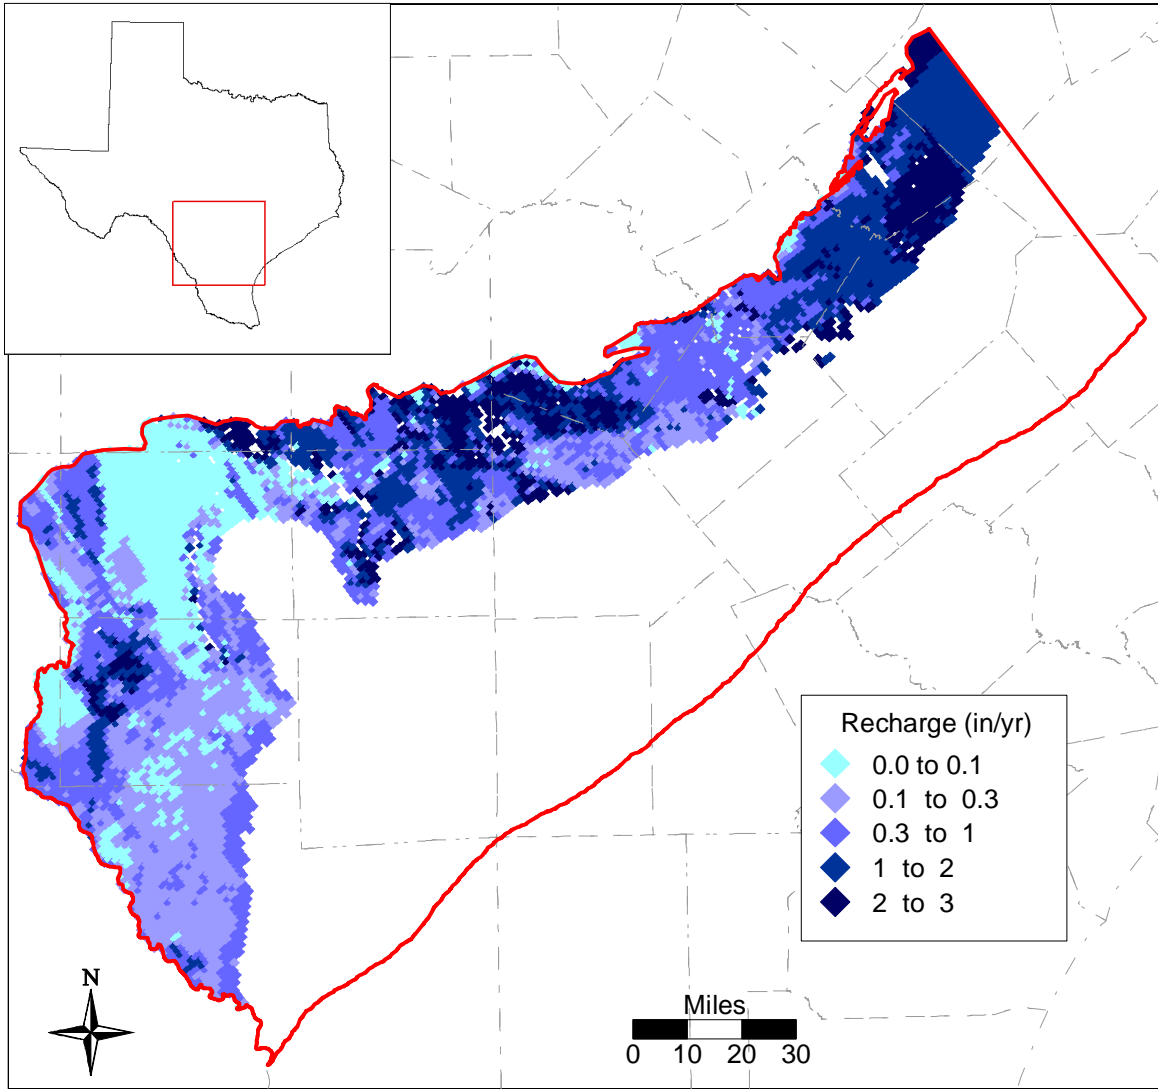 Recharge (in/yr)
0.0 to 0.1
0.1 to 0.3
0.3 to 1
1 to 2
2 to 3
N
Miles
0 10 20 30